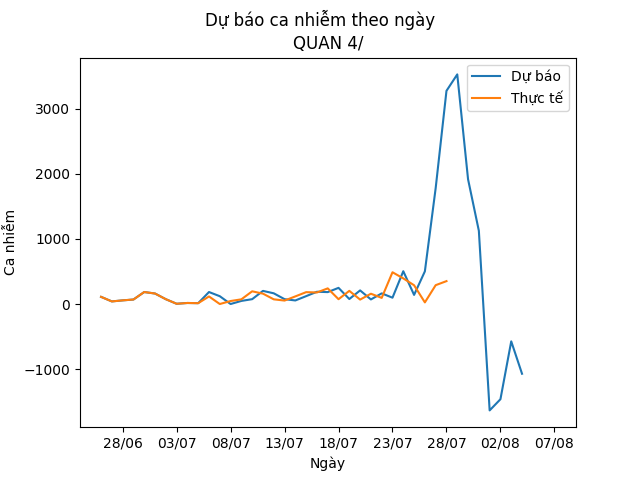 Dự báo ca nhiễm theo ngày
QUAN 4/
Dự báo
Thực tế
3000
2000
1000
0
−1000
Ca nhiễm
28/06 03/07 08/07 13/07 18/07 23/07 28/07 02/08 07/08
Ngày